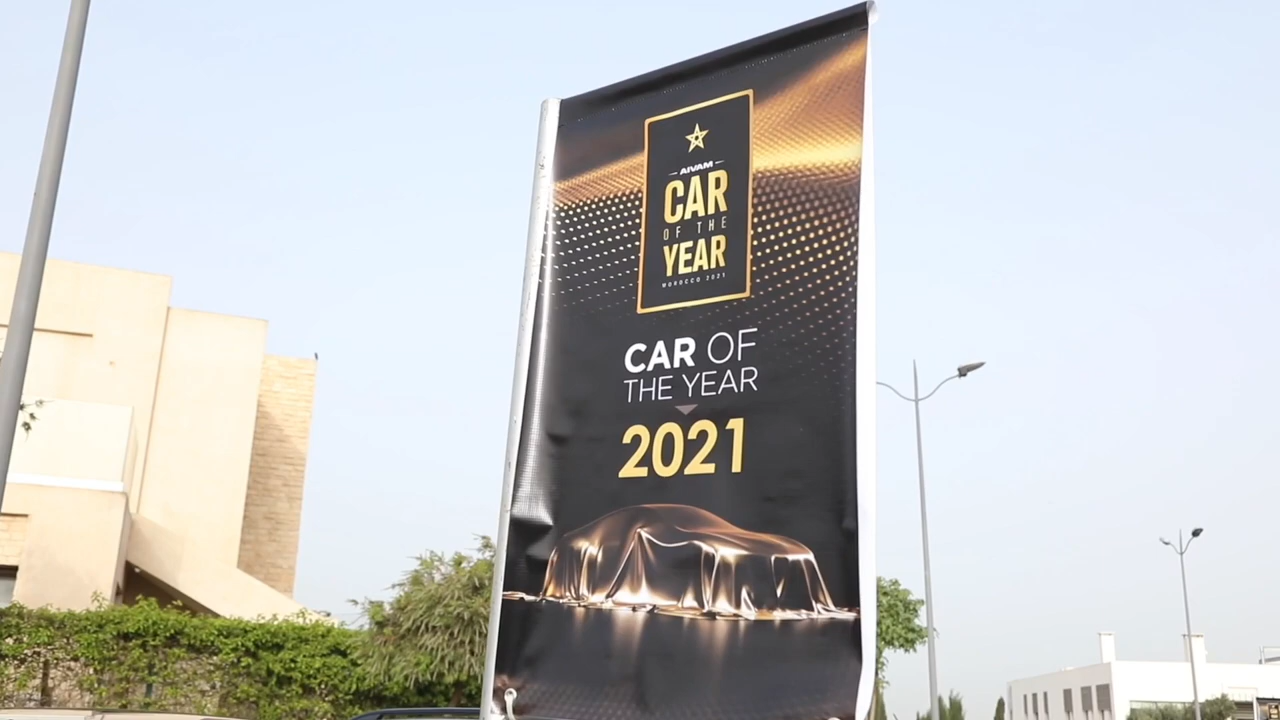 AIVAM
CAR
OF THE
YEAR
MOROCCO 2021
CAR OF
THE YEAR
2021